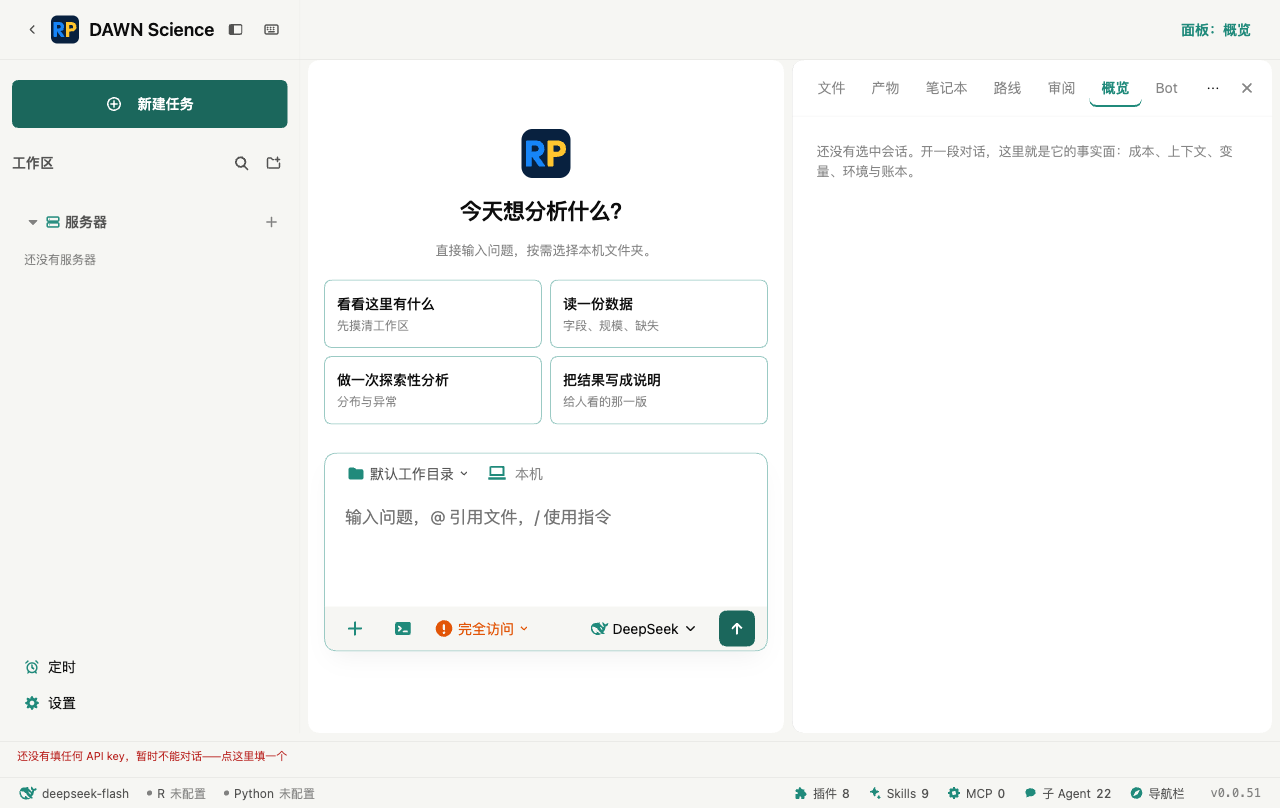 RP DAWN Science
面板：概览
新建任务
工作区
服务器
还没有服务器
定时
设置
RP
今天想分析什么?
直接输入问题，按需选择本机文件夹。
看看这里有什么
先摸清工作区
读一份数据
字段、规模、缺失
做一次探索性分析
分布与异常
把结果写成说明
给人看的那一版
默认工作目录 本机
输入问题，@ 引用文件，/ 使用指令
完全访问 DeepSeek
文件 产物 笔记本 路线 审阅 概览 Bot ···
还没有选中会话。开一段对话，这里就是它的事实面：成本、上下文、变
量、环境与账本。
还没有填任何 API key，暂时不能对话——点这里填一个
deepseek-flash R 未配置 Python 未配置
插件 8 Skills 9 MCP 0 子 Agent 22 导航栏 v0.0.51